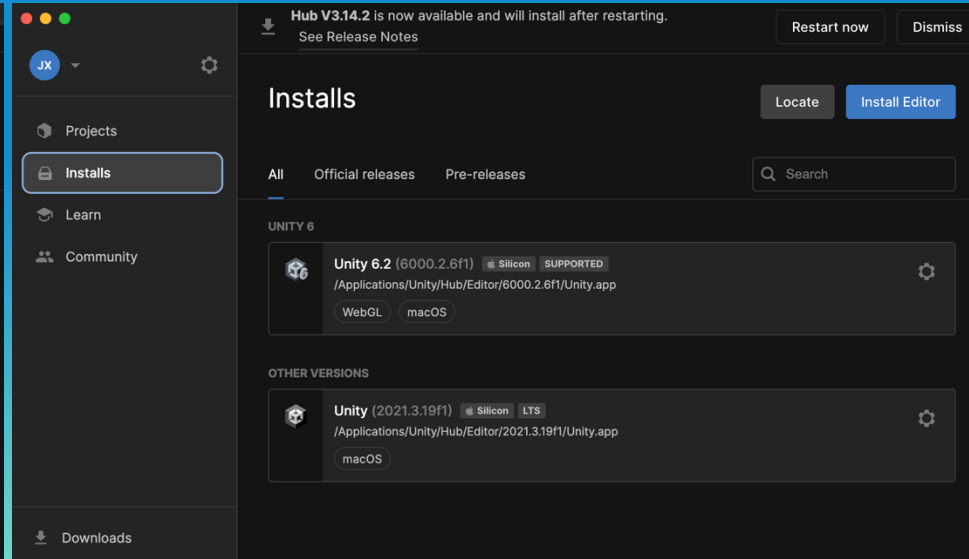 Hub V3.14.2 is now available and will install after restarting.
See Release Notes
Restart now
Dismiss
JX
Projects
Installs
Learn
Community
Downloads
Installs
Locate
Install Editor
All
Official releases
Pre-releases
Search
UNITY 6
6
Unity 6.2 (6000.2.6f1) Silicon SUPPORTED
/Applications/Unity/Hub/Editor/6000.2.6f1/Unity.app
WebGL macOS
OTHER VERSIONS
Unity (2021.3.19f1) Silicon LTS
/Applications/Unity/Hub/Editor/2021.3.19f1/Unity.app
macOS